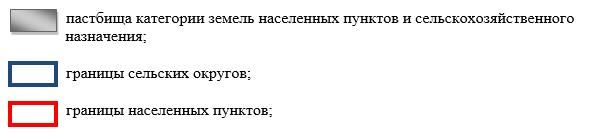 пастбища категории земель населенных пунктов и сельскохозяйственного
назначения;
границы сельских округов;
границы населенных пунктов;